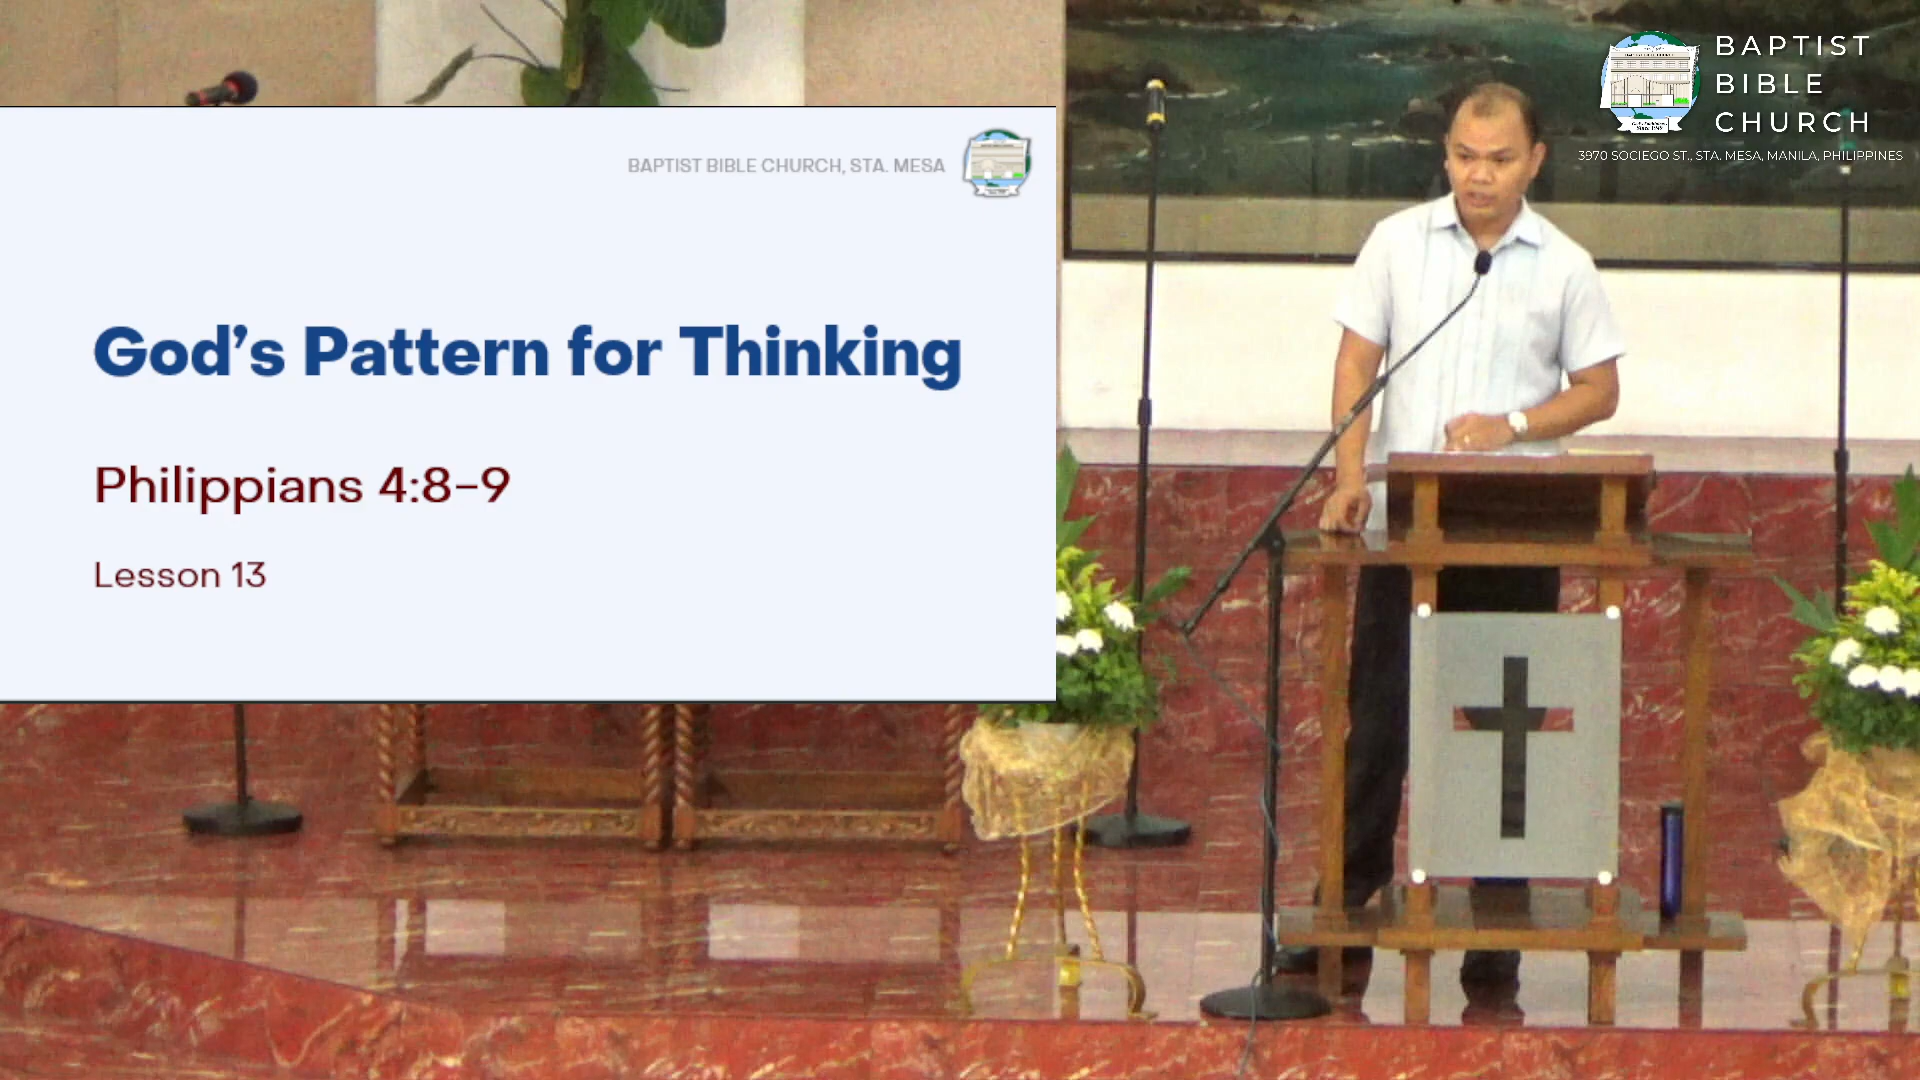 BAPTIST
BIBLE
CHURCH
3970 SOCIEGO ST., STA. MESA, MANILA, PHILIPPINES
BAPTIST BIBLE CHURCH, STA. MESA
God's Pattern for Thinking
Philippians 4:8–9
Lesson 13